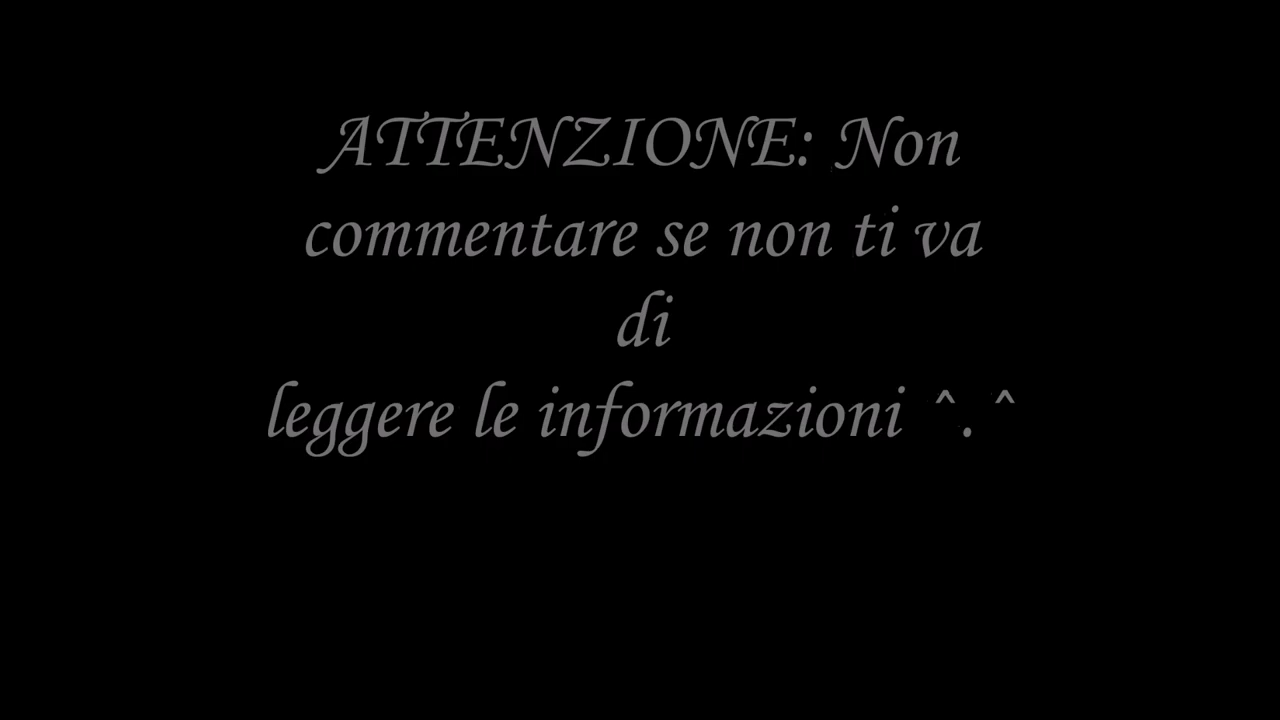 ATTENZIONE: Non
commentare se non ti va
di
leggere le informazioni ^.^